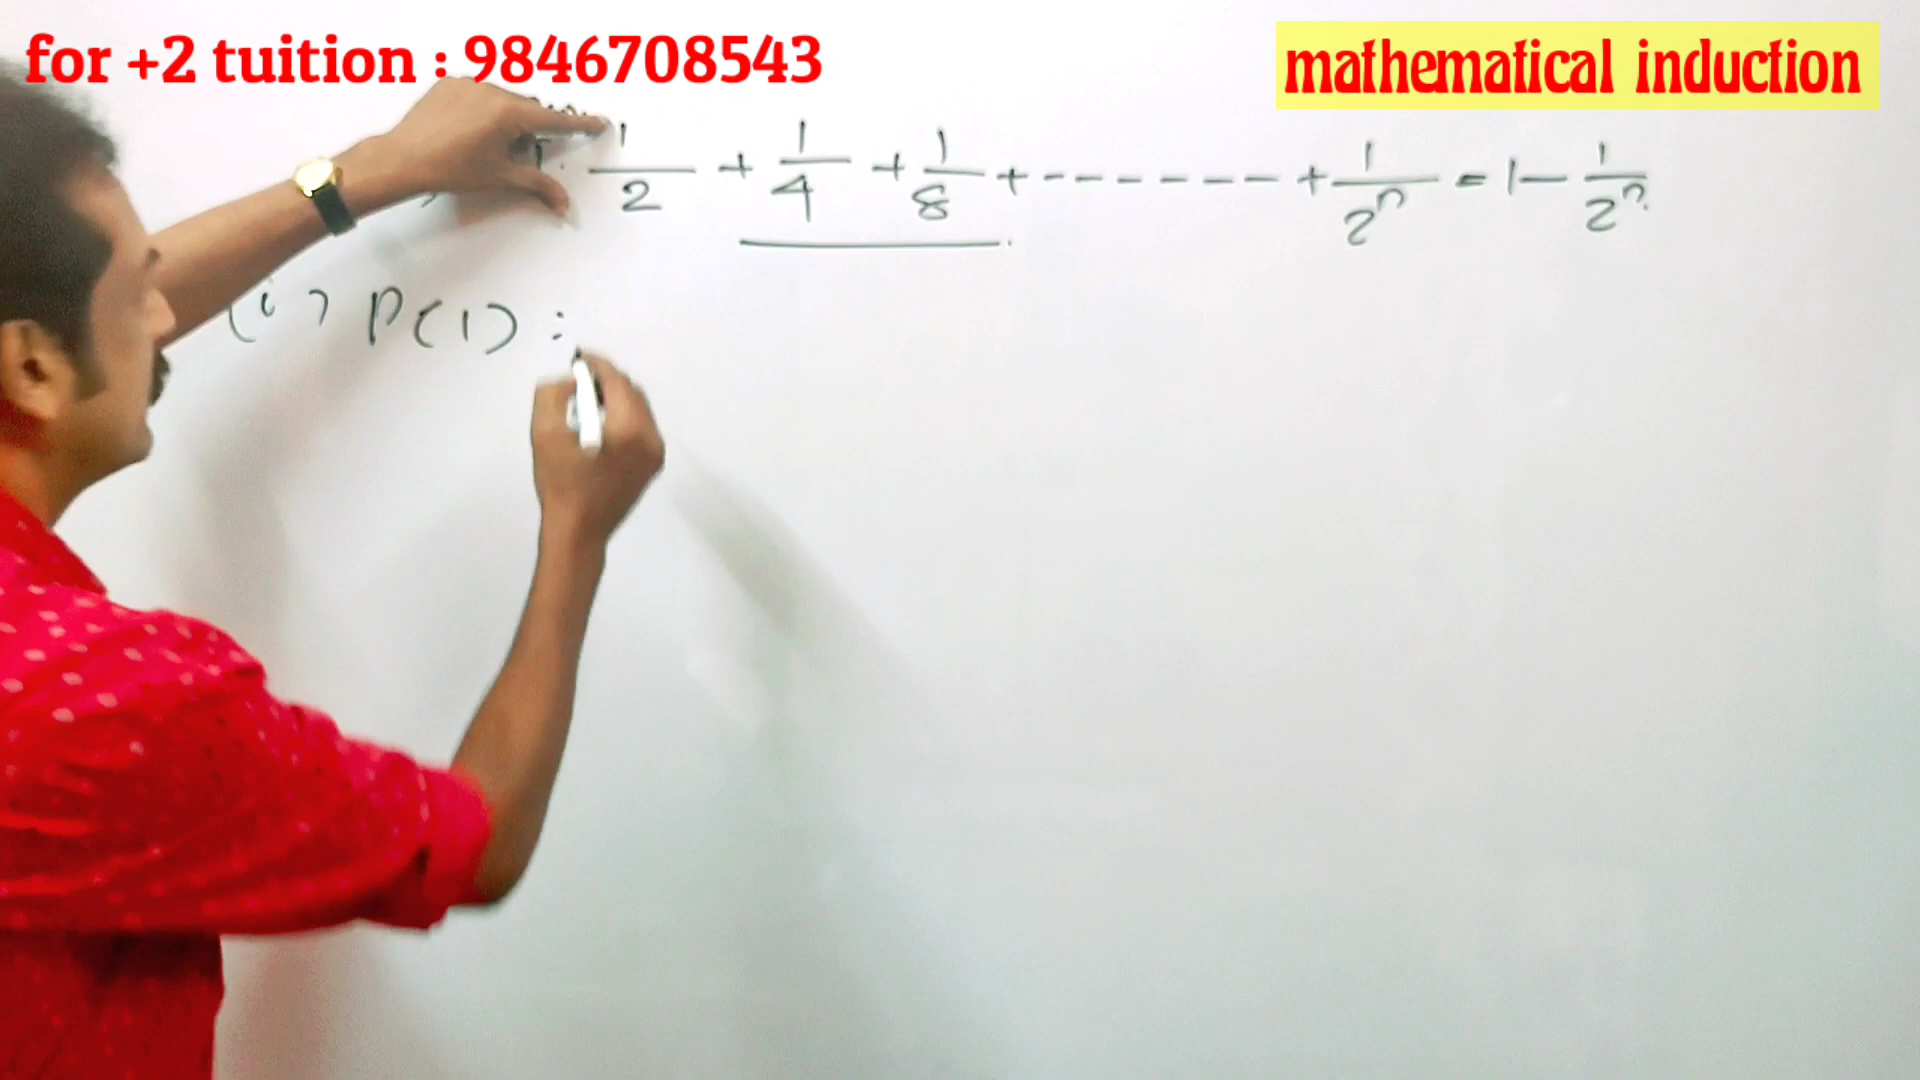 for +2 tuition : 9846708543
mathematical induction
1/2 + 1/4 + 1/8 + ------- + 1/2ⁿ = 1 - 1/2ⁿ.
(i) P(1) :